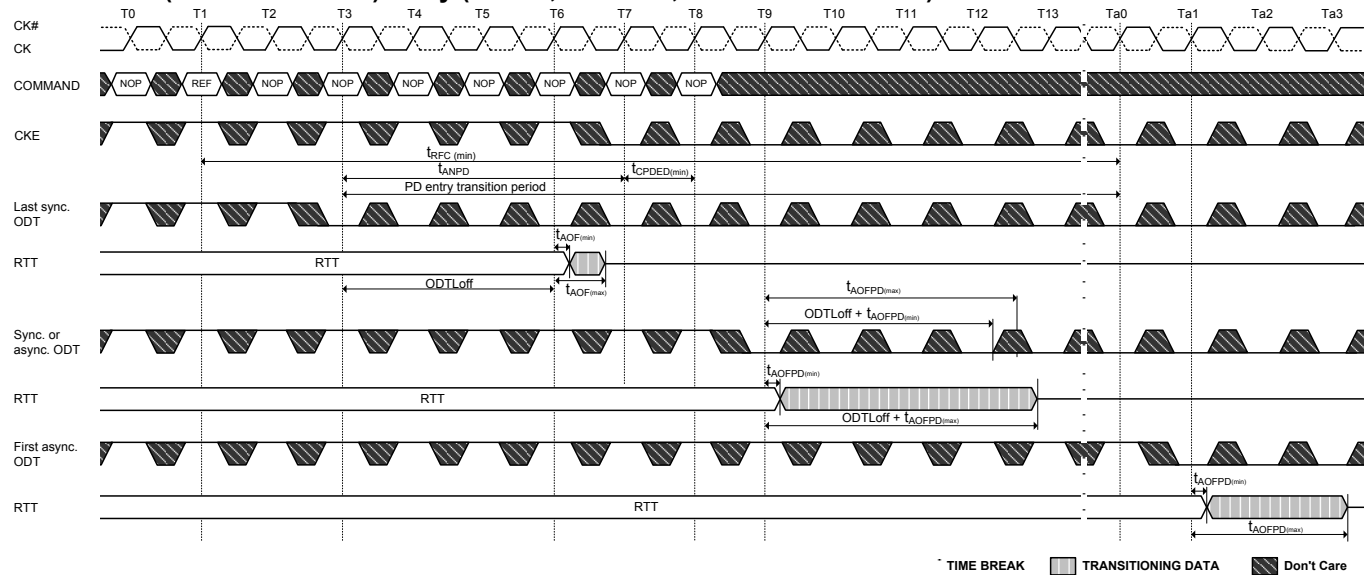 T0 T1 T2 T3 T4 T5 T6 T7 T8 T9 T10 T11 T12 T13 Ta0 Ta1 Ta2 Ta3
CK#
CK
COMMAND NOP REF NOP NOP NOP NOP NOP NOP NOP
CKE
tRFC (min)
tANPD tCPDED(min)
PD entry transition period
Last sync.
ODT
tAOF(min)
RTT RTT
ODTLoff tAOF(max)
tAOFPD(max)
ODTLoff + tAOFPD(min)
Sync. or
async. ODT
tAOFPD(min)
RTT RTT
ODTLoff + tAOFPD(max)
First async.
ODT
tAOFPD(min)
RTT RTT
tAOFPD(max)
TIME BREAK TRANSITIONING DATA Don't Care